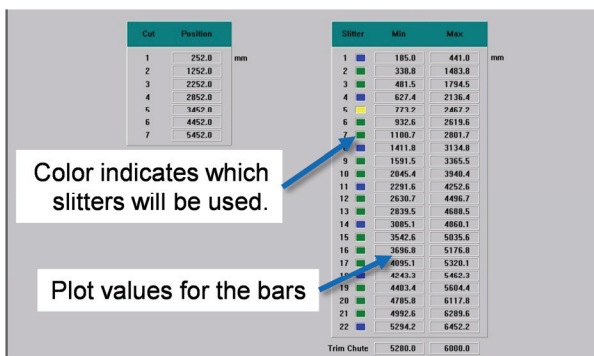 Cut Position
1 252.0 mm
2 1252.0
3 2252.0
4 2852.0
5 3452.0
6 4452.0
7 5452.0
Color indicates which
slitters will be used.
Plot values for the bars
Slitter Min Max
1 185.0 441.0 mm
2 338.8 1483.8
3 481.5 1794.5
4 627.4 2136.4
5 773.2 2467.2
6 932.6 2619.6
7 1100.7 2801.7
8 1411.8 3134.8
9 1591.5 3365.5
10 2045.4 3940.4
11 2291.6 4252.6
12 2630.7 4496.7
13 2839.5 4688.5
14 3085.1 4860.1
15 3542.6 5035.6
16 3696.8 5176.8
17 4095.1 5320.1
18 4243.3 5462.3
19 4403.4 5604.4
20 4785.8 6117.8
21 4992.6 6289.6
22 5294.2 6452.2
Trim Chute 5280.0 6000.0